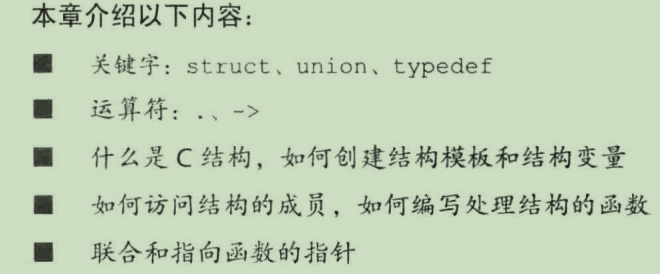 本章介绍以下内容：
■ 关键字：struct、union、typedef
■ 运算符：.、->
■ 什么是 C 结构，如何创建结构模板和结构变量
■ 如何访问结构的成员，如何编写处理结构的函数
■ 联合和指向函数的指针